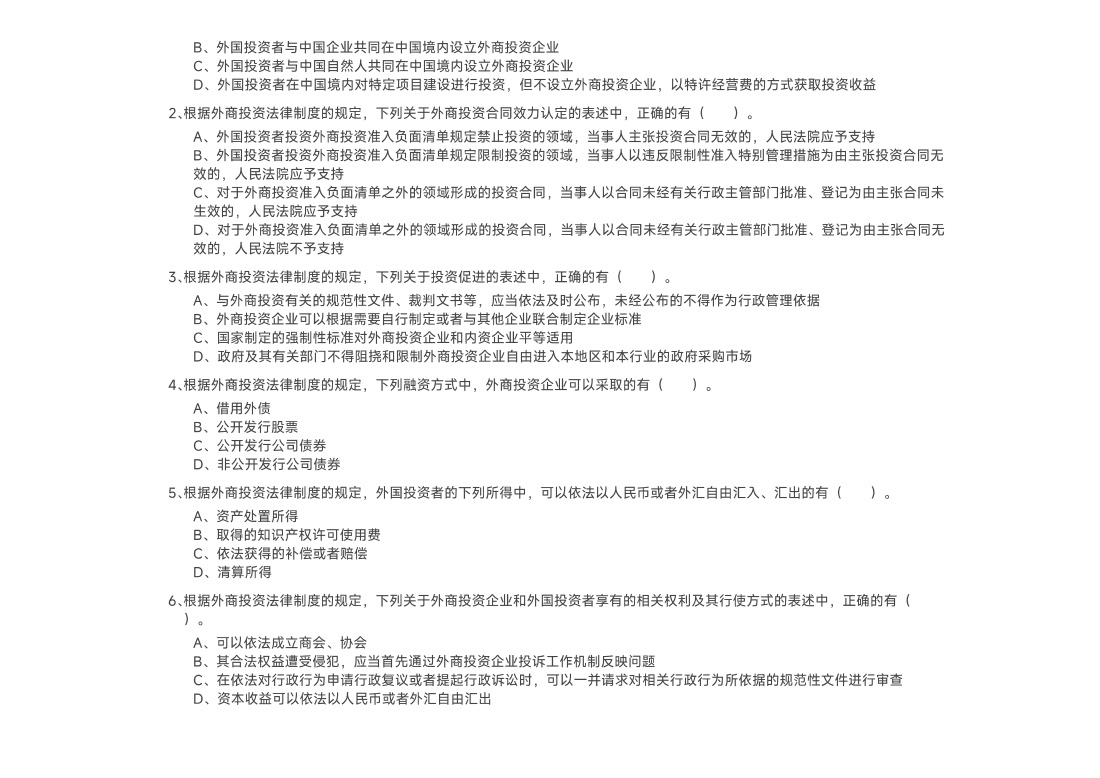 B、外国投资者与中国企业共同在中国境内设立外商投资企业
C、外国投资者与中国自然人共同在中国境内设立外商投资企业
D、外国投资者在中国境内对特定项目建设进行投资，但不设立外商投资企业，以特许经营费的方式获取投资收益
2、根据外商投资法律制度的规定，下列关于外商投资合同效力认定的表述中，正确的有（　　）。
A、外国投资者投资外商投资准入负面清单规定禁止投资的领域，当事人主张投资合同无效的，人民法院应予支持
B、外国投资者投资外商投资准入负面清单规定限制投资的领域，当事人以违反限制性准入特别管理措施为由主张投资合同无
效的，人民法院应予支持
C、对于外商投资准入负面清单之外的领域形成的投资合同，当事人以合同未经有关行政主管部门批准、登记为由主张合同未
生效的，人民法院应予支持
D、对于外商投资准入负面清单之外的领域形成的投资合同，当事人以合同未经有关行政主管部门批准、登记为由主张合同无
效的，人民法院不予支持
3、根据外商投资法律制度的规定，下列关于投资促进的表述中，正确的有（　　）。
A、与外商投资有关的规范性文件、裁判文书等，应当依法及时公布，未经公布的不得作为行政管理依据
B、外商投资企业可以根据需要自行制定或者与其他企业联合制定企业标准
C、国家制定的强制性标准对外商投资企业和内资企业平等适用
D、政府及其有关部门不得阻挠和限制外商投资企业自由进入本地区和本行业的政府采购市场
4、根据外商投资法律制度的规定，下列融资方式中，外商投资企业可以采取的有（　　）。
A、借用外债
B、公开发行股票
C、公开发行公司债券
D、非公开发行公司债券
5、根据外商投资法律制度的规定，外国投资者的下列所得中，可以依法以人民币或者外汇自由汇入、汇出的有（　　）。
A、资产处置所得
B、取得的知识产权许可使用费
C、依法获得的补偿或者赔偿
D、清算所得
6、根据外商投资法律制度的规定，下列关于外商投资企业和外国投资者享有的相关权利及其行使方式的表述中，正确的有（
）。
A、可以依法成立商会、协会
B、其合法权益遭受侵犯，应当首先通过外商投资企业投诉工作机制反映问题
C、在依法对行政行为申请行政复议或者提起行政诉讼时，可以一并请求对相关行政行为所依据的规范性文件进行审查
D、资本收益可以依法以人民币或者外汇自由汇出